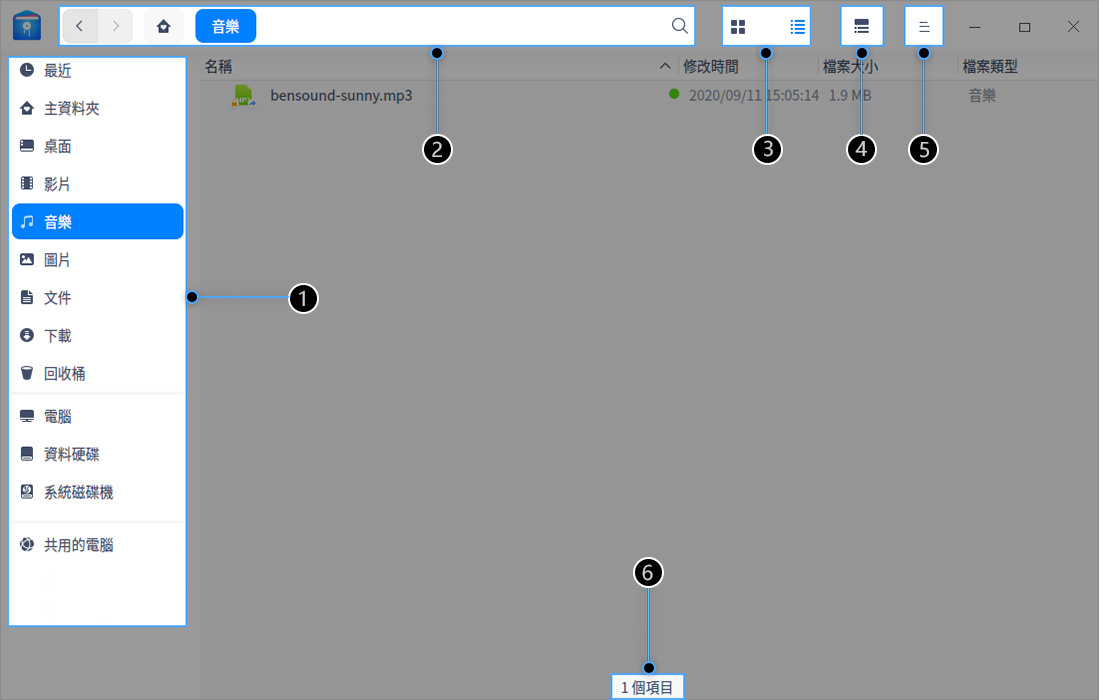 音樂
最近
主資料夾
桌面
影片
音樂
圖片
文件
下載
回收桶
電腦
資料硬碟
系統磁碟機
共用的電腦
名稱 修改時間 檔案大小 檔案類型
bensound-sunny.mp3 2020/09/11 15:05:14 1.9 MB 音樂
2
3
4
5
1
6
1 個項目